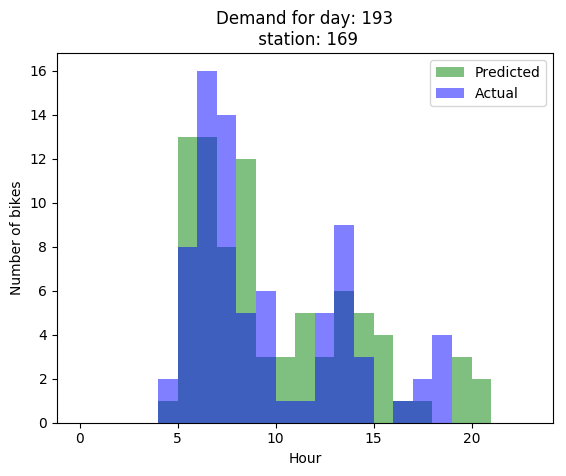 Demand for day: 193
station: 169
Predicted
Actual
Number of bikes
16
14
12
10
8
6
4
2
0
0 5 10 15 20
Hour